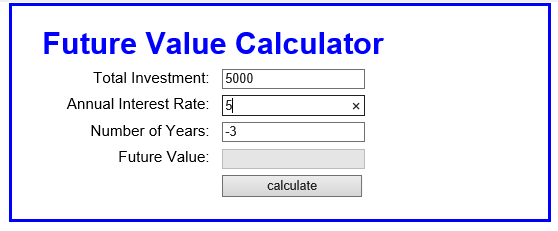 Future Value Calculator
Total Investment: 5000
Annual Interest Rate: 5 ×
Number of Years: -3
Future Value:
calculate